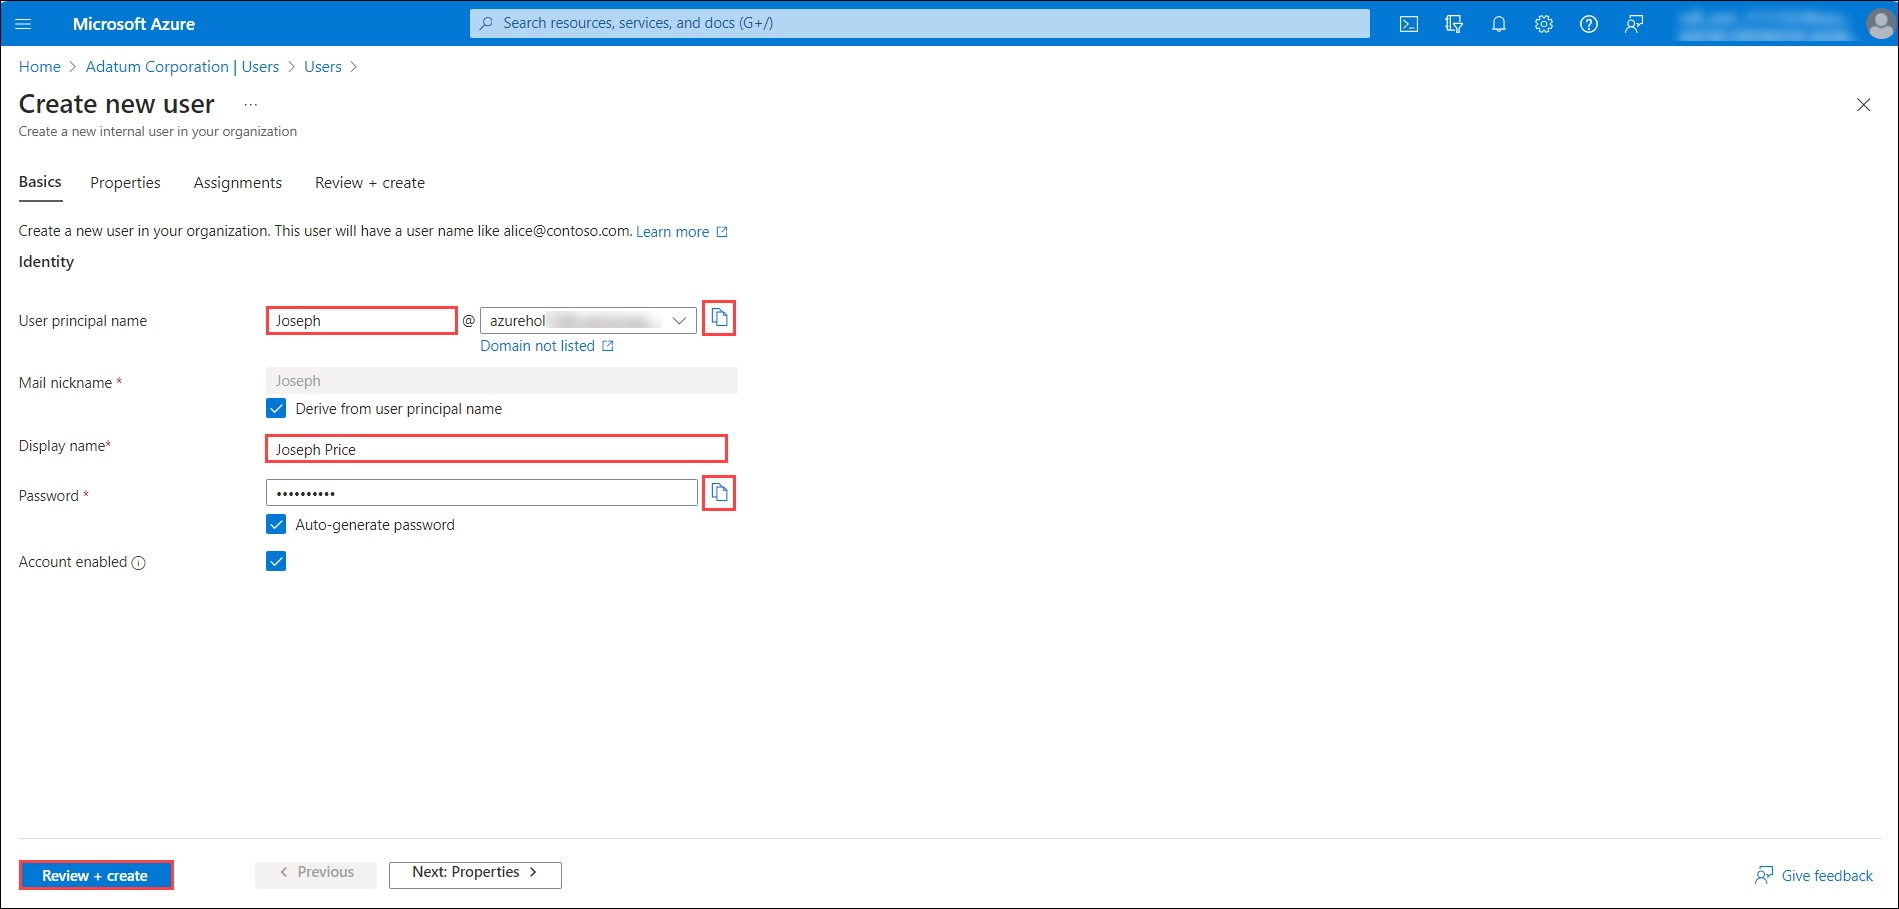 Microsoft Azure
Search resources, services, and docs (G+/)
Home > Adatum Corporation | Users > Users >
Create new user ...
Create a new internal user in your organization
Basics Properties Assignments Review + create
Create a new user in your organization. This user will have a user name like alice@contoso.com. Learn more
Identity
User principal name Joseph @ azurehol
Domain not listed
Mail nickname * Joseph
Derive from user principal name
Display name* Joseph Price
Password * ••••••••••
Auto-generate password
Account enabled
Review + create < Previous Next: Properties > Give feedback